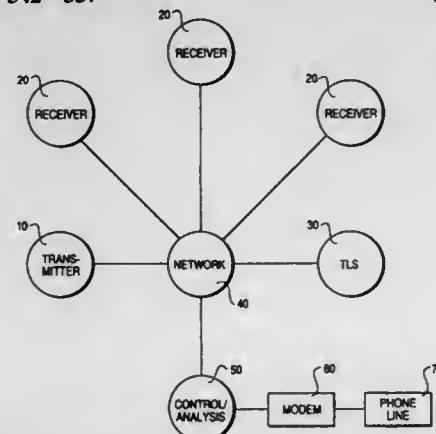 20
RECEIVER
20
RECEIVER
20
RECEIVER
10
TRANS-
MITTER
NETWORK
40
30
TLS
50
CONTROL/
ANALYSIS
60
MODEM
PHONE
LINE